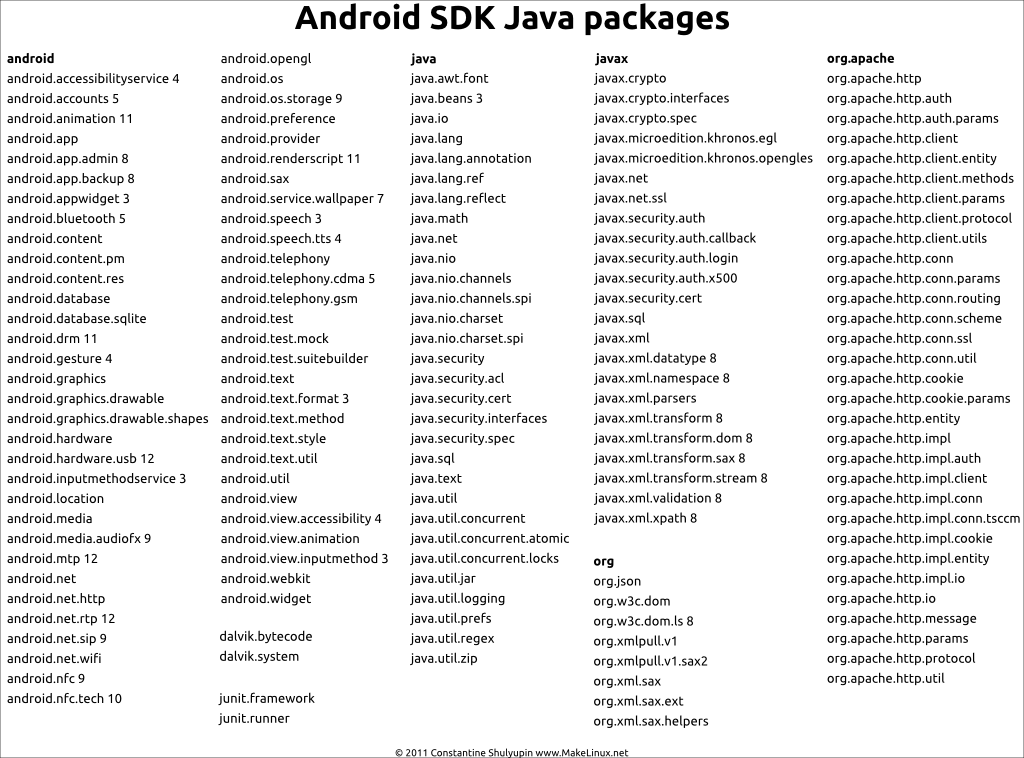 Android SDK Java packages
android
android.accessibilityservice 4
android.accounts 5
android.animation 11
android.app
android.app.admin 8
android.app.backup 8
android.appwidget 3
android.bluetooth 5
android.content
android.content.pm
android.content.res
android.database
android.database.sqlite
android.drm 11
android.gesture 4
android.graphics
android.graphics.drawable
android.graphics.drawable.shapes
android.hardware
android.hardware.usb 12
android.inputmethodservice 3
android.location
android.media
android.media.audiofx 9
android.mtp 12
android.net
android.net.http
android.net.rtp 12
android.net.sip 9
android.net.wifi
android.nfc 9
android.nfc.tech 10
android.opengl
android.os
android.os.storage 9
android.preference
android.provider
android.renderscript 11
android.sax
android.service.wallpaper 7
android.speech 3
android.speech.tts 4
android.telephony
android.telephony.cdma 5
android.telephony.gsm
android.test
android.test.mock
android.test.suitebuilder
android.text
android.text.format 3
android.text.method
android.text.style
android.text.util
android.util
android.view
android.view.accessibility 4
android.view.animation
android.view.inputmethod 3
android.webkit
android.widget
dalvik.bytecode
dalvik.system
junit.framework
junit.runner
java
java.awt.font
java.beans 3
java.io
java.lang
java.lang.annotation
java.lang.ref
java.lang.reflect
java.math
java.net
java.nio
java.nio.channels
java.nio.channels.spi
java.nio.charset
java.nio.charset.spi
java.security
java.security.acl
java.security.cert
java.security.interfaces
java.security.spec
java.sql
java.text
java.util
java.util.concurrent
java.util.concurrent.atomic
java.util.concurrent.locks
java.util.jar
java.util.logging
java.util.prefs
java.util.regex
java.util.zip
javax
javax.crypto
javax.crypto.interfaces
javax.crypto.spec
javax.microedition.khronos.egl
javax.microedition.khronos.opengles
javax.net
javax.net.ssl
javax.security.auth
javax.security.auth.callback
javax.security.auth.login
javax.security.auth.x500
javax.security.cert
javax.sql
javax.xml
javax.xml.datatype 8
javax.xml.namespace 8
javax.xml.parsers
javax.xml.transform 8
javax.xml.transform.dom 8
javax.xml.transform.sax 8
javax.xml.transform.stream 8
javax.xml.validation 8
javax.xml.xpath 8
org
org.json
org.w3c.dom
org.w3c.dom.ls 8
org.xmlpull.v1
org.xmlpull.v1.sax2
org.xml.sax
org.xml.sax.ext
org.xml.sax.helpers
org.apache
org.apache.http
org.apache.http.auth
org.apache.http.auth.params
org.apache.http.client
org.apache.http.client.entity
org.apache.http.client.methods
org.apache.http.client.params
org.apache.http.client.protocol
org.apache.http.client.utils
org.apache.http.conn
org.apache.http.conn.params
org.apache.http.conn.routing
org.apache.http.conn.scheme
org.apache.http.conn.ssl
org.apache.http.conn.util
org.apache.http.cookie
org.apache.http.cookie.params
org.apache.http.entity
org.apache.http.impl
org.apache.http.impl.auth
org.apache.http.impl.client
org.apache.http.impl.conn
org.apache.http.impl.conn.tsccm
org.apache.http.impl.cookie
org.apache.http.impl.entity
org.apache.http.impl.io
org.apache.http.io
org.apache.http.message
org.apache.http.params
org.apache.http.protocol
org.apache.http.util
© 2011 Constantine Shulyupin www.MakeLinux.net